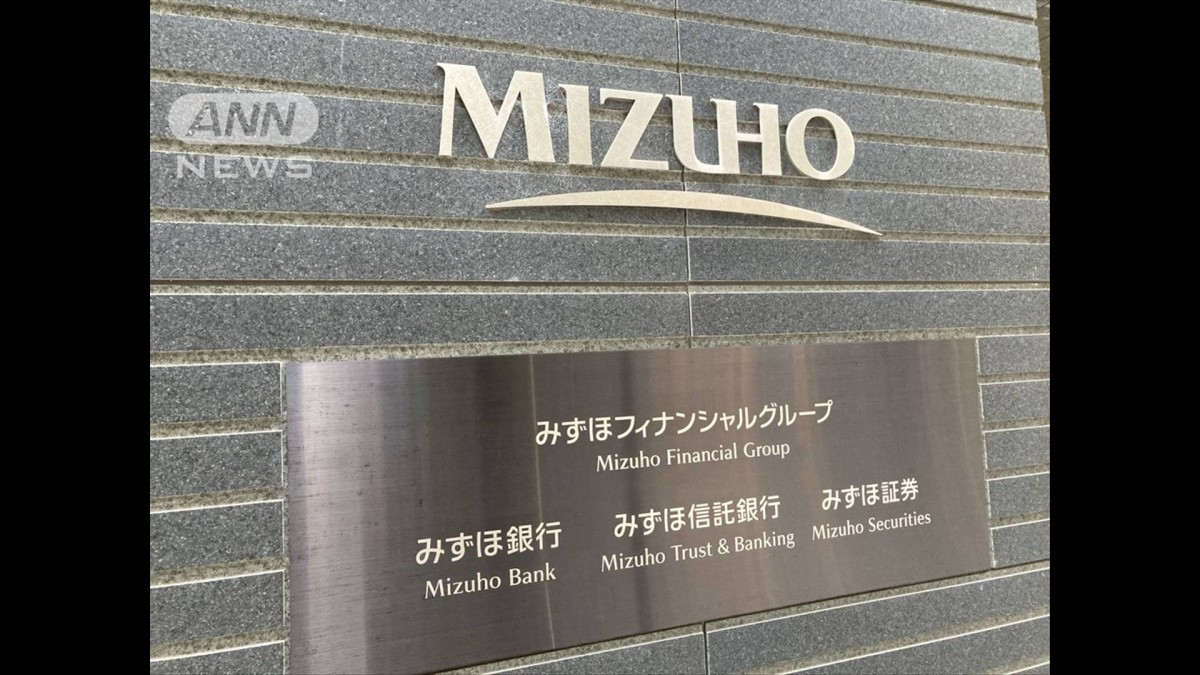 ANN
NEWS
MIZUHO
みずほフィナンシャルグループ
Mizuho Financial Group
みずほ銀行
Mizuho Bank
みずほ信託銀行
Mizuho Trust & Banking
みずほ証券
Mizuho Securities